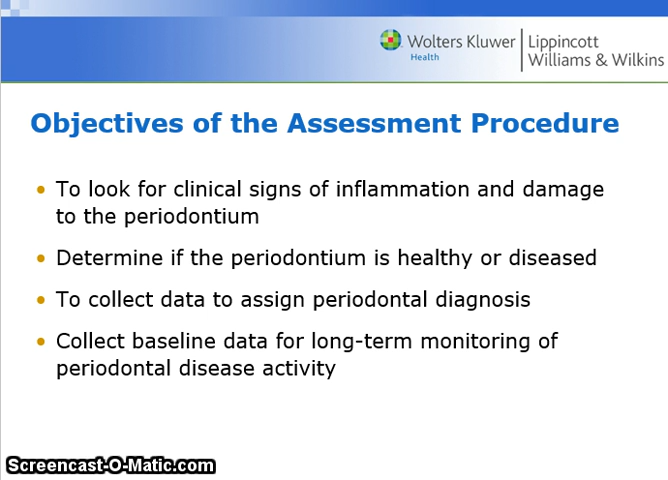 Wolters Kluwer
Health
Lippincott
Williams & Wilkins
Objectives of the Assessment Procedure
• To look for clinical signs of inflammation and damage
to the periodontium
• Determine if the periodontium is healthy or diseased
• To collect data to assign periodontal diagnosis
• Collect baseline data for long-term monitoring of
periodontal disease activity
Screencast-O-Matic.com